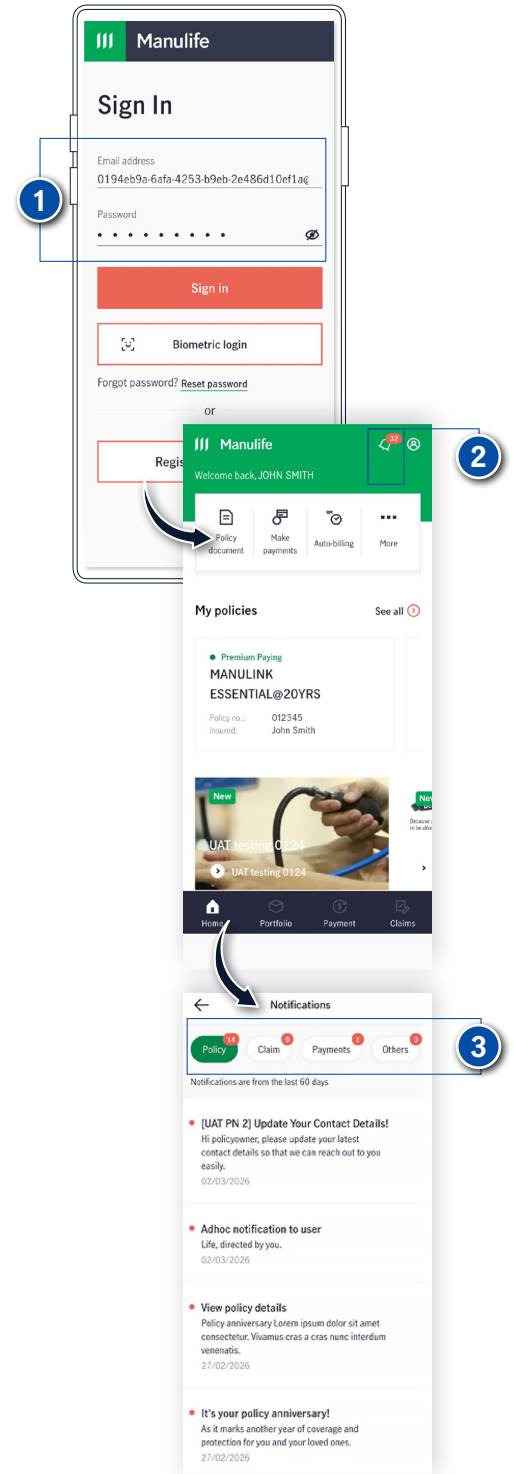 Manulife
Sign In
Email address
0194eb9a-6afa-4253-b9eb-2e486d10ef1a@
Password
1
Sign in
Biometric login
Forgot password? Reset password
or
Regis
Manulife
32
2
Welcome back, JOHN SMITH
Policy document
Make payments
Auto-billing
More
My policies
See all
Premium Paying
MANULINK
ESSENTIAL@20YRS
Policy no.: 012345
Insured: John Smith
New
UAT testing 0124
UAT testing 0124
New
Because
to be
Home
Portfolio
Payment
Claims
Notifications
Policy 14
Claim 9
Payments 1
Others 3
3
Notifications are from the last 60 days
[UAT PN 2] Update Your Contact Details!
Hi policyowner, please update your latest
contact details so that we can reach out to you
easily.
02/03/2026
Adhoc notification to user
Life, directed by you.
02/03/2026
View policy details
Policy anniversary Lorem ipsum dolor sit amet
consectetur. Vivamus cras a cras nunc interdum
venenatis.
27/02/2026
It's your policy anniversary!
As it marks another year of coverage and
protection for you and your loved ones.
27/02/2026